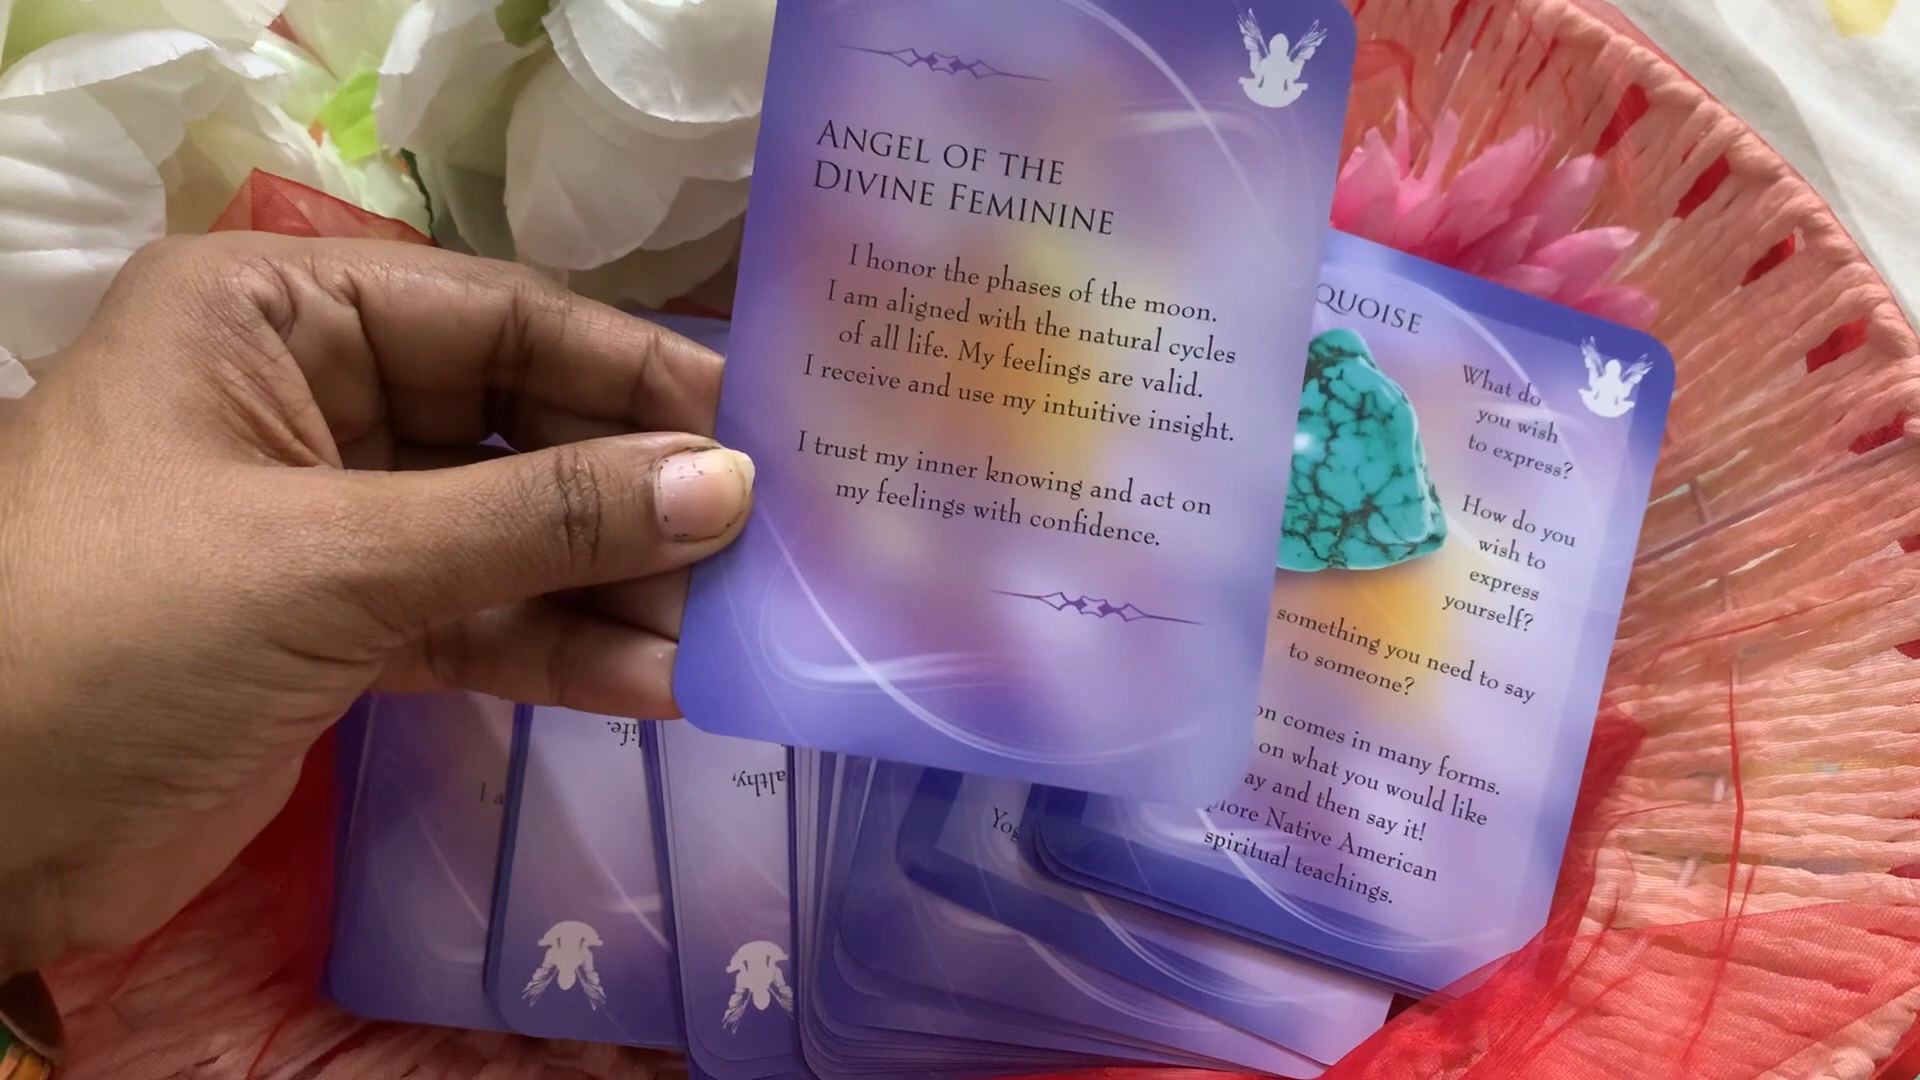 ANGEL OF THE
DIVINE FEMININE
I honor the phases of the moon.
I am aligned with the natural cycles
of all life. My feelings are valid.
I receive and use my intuitive insight.
I trust my inner knowing and act on
my feelings with confidence.
QUOISE
What do
you wish
to express?
How do you
wish to
express
yourself?
something you need to say
to someone?
on comes in many forms.
on what you would like
ay and then say it!
Native American
spiritual teachings.
life.
althy,
I a
Yog